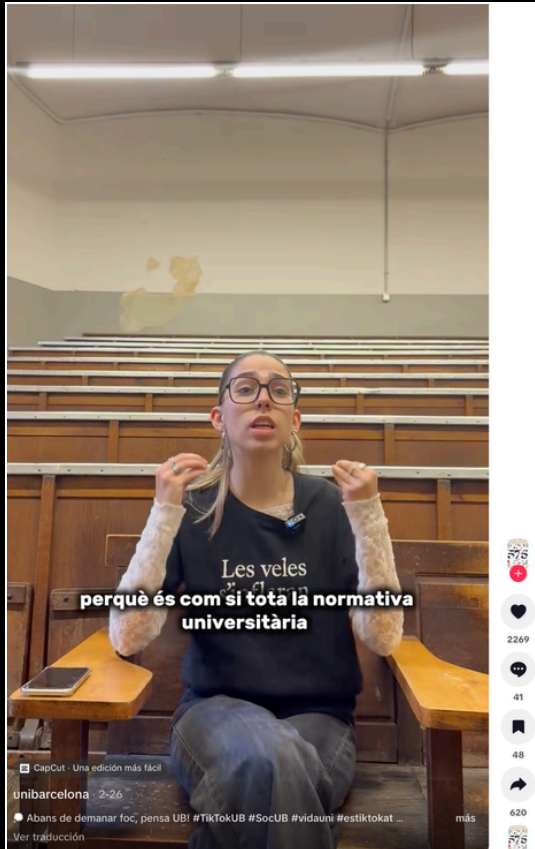 Les veles
perquè és com si tota la normativa
universitària
CapCut · Una edición más fácil
unibarcelona · 2-26
Abans de demanar foc, pensa UB! #TikTokUB #SocUB #vidauni #estiktokat ... más
Ver traducción
2269
41
48
620